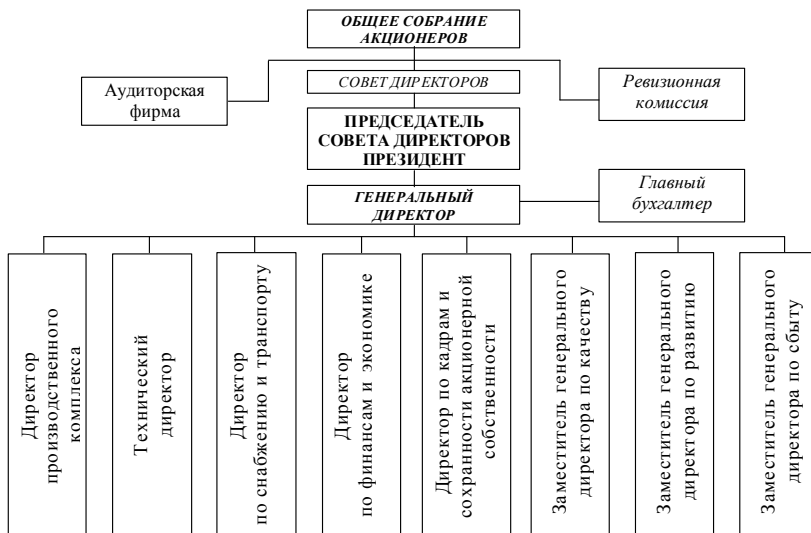 ОБЩЕЕ СОБРАНИЕ
АКЦИОНЕРОВ
Аудиторская
фирма
СОВЕТ ДИРЕКТОРОВ
Ревизионная
комиссия
ПРЕДСЕДАТЕЛЬ
СОВЕТА ДИРЕКТОРОВ
ПРЕЗИДЕНТ
ГЕНЕРАЛЬНЫЙ
ДИРЕКТОР
Главный
бухгалтер
Директор
производственного
комплекса
Технический
директор
Директор
по снабжению и транспорту
Директор
по финансам и экономике
Директор по кадрам и
сохранности акционерной
собственности
Заместитель генерального
директора по качеству
Заместитель генерального
директора по развитию
Заместитель генерального
директора по сбыту